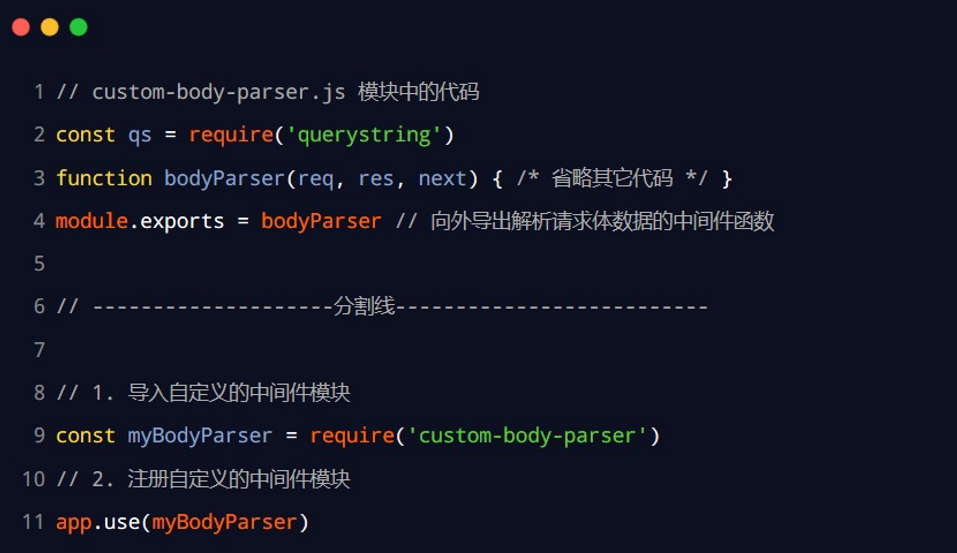 1 // custom-body-parser.js 模块中的代码
2 const qs = require('querystring')
3 function bodyParser(req, res, next) { /* 省略其它代码 */ }
4 module.exports = bodyParser // 向外导出解析请求体数据的中间件函数
5
6 // --------------------分割线--------------------------
7
8 // 1. 导入自定义的中间件模块
9 const myBodyParser = require('custom-body-parser')
10 // 2. 注册自定义的中间件模块
11 app.use(myBodyParser)